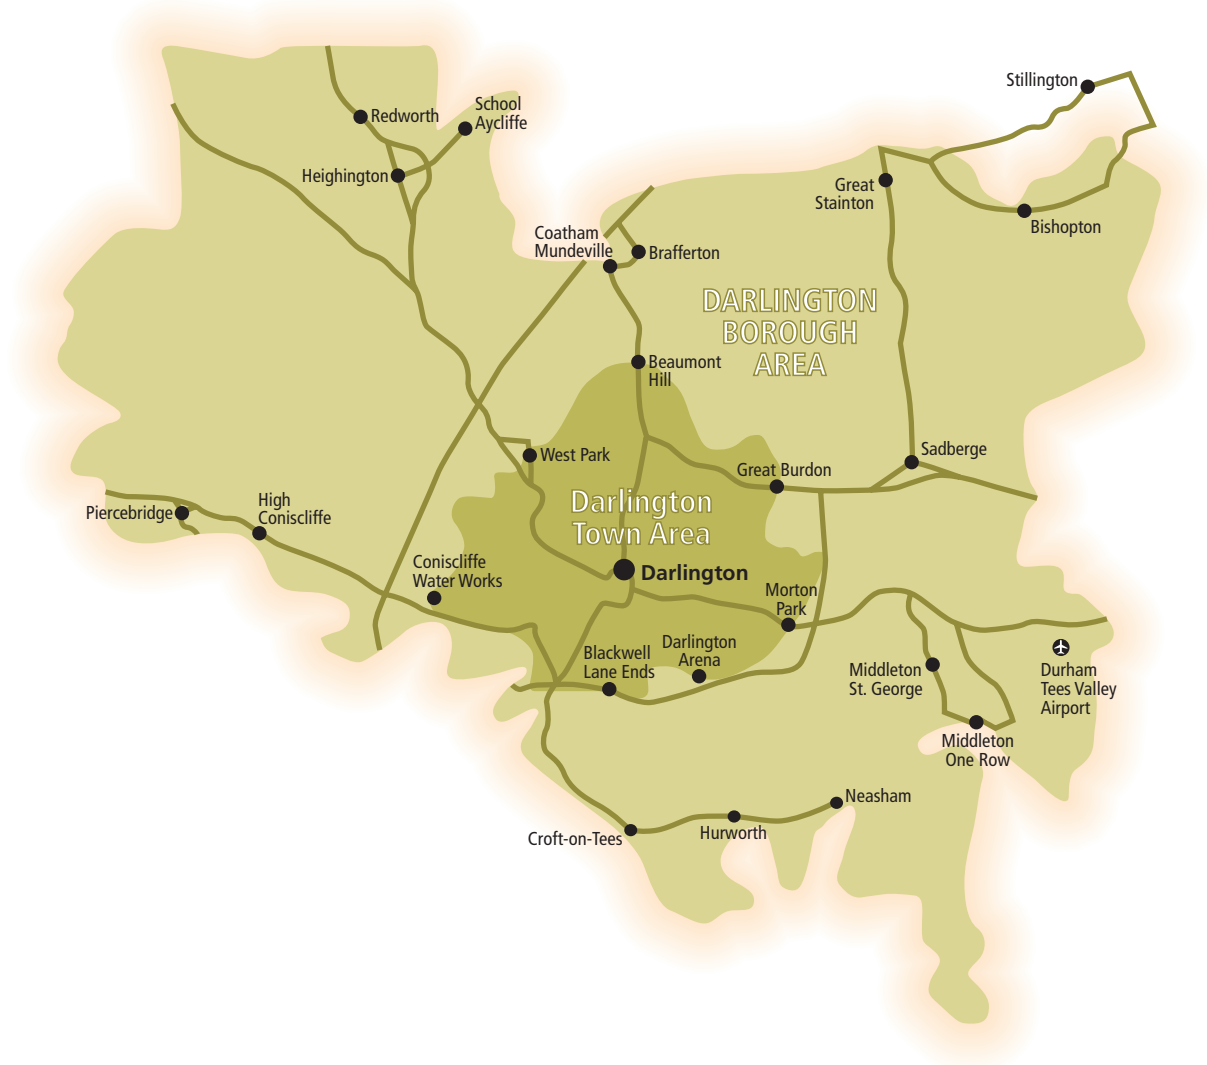 Stillington
School
Aycliffe
Redworth
Heighington
Great
Stainton
Bishopton
Coatham
Mundeville
Brafferton
DARLINGTON
BOROUGH
AREA
Beaumont
Hill
West Park
Great Burdon
Sadberge
Darlington
Town Area
High
Coniscliffe
Piercebridge
Coniscliffe
Water Works
Darlington
Morton
Park
Blackwell
Lane Ends
Darlington
Arena
Middleton
St. George
Durham
Tees Valley
Airport
Middleton
One Row
Neasham
Hurworth
Croft-on-Tees